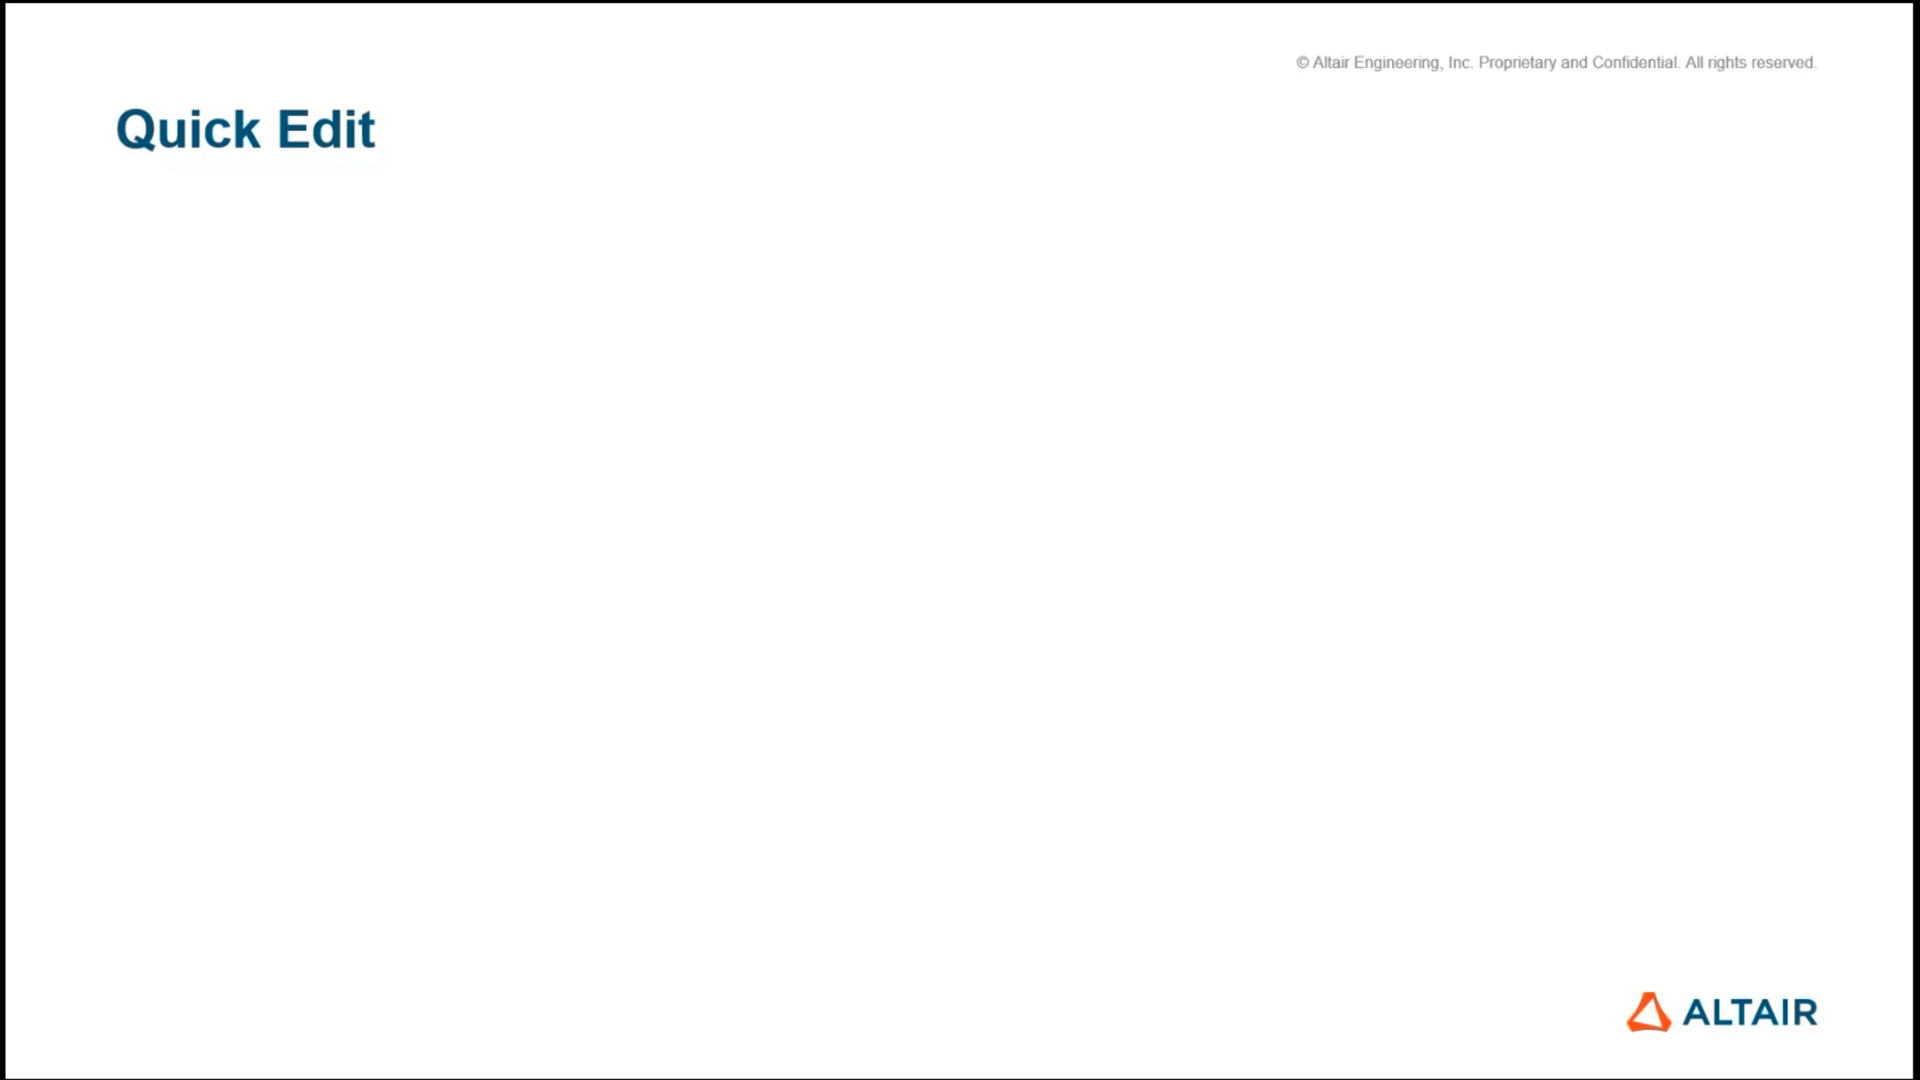 © Altair Engineering, Inc. Proprietary and Confidential. All rights reserved.
Quick Edit
ALTAIR